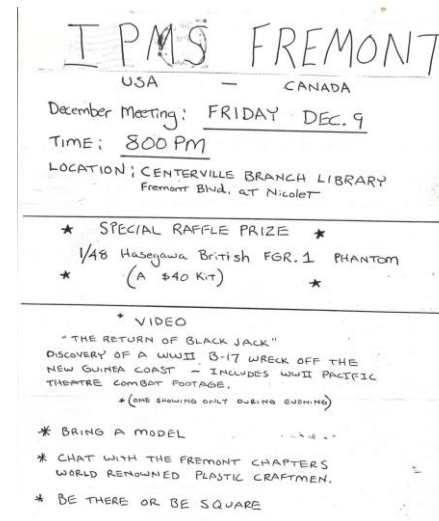 IPMS FREMONT
USA — CANADA
December Meeting: FRIDAY DEC. 9
TIME: 800 PM
LOCATION: CENTERVILLE BRANCH LIBRARY
Fremont Blvd. at Nicolet
* SPECIAL RAFFLE PRIZE *
1/48 Hasegawa British FGR.1 PHANTOM
* (A $40 KIT) *
* VIDEO
"THE RETURN OF BLACK JACK"
DISCOVERY OF A WWII B-17 WRECK OFF THE
NEW GUINEA COAST — INCLUDES WWII PACIFIC
THEATRE COMBAT FOOTAGE.
*(ONE SHOWING ONLY DURING EVENING)
* BRING A MODEL
* CHAT WITH THE FREMONT CHAPTERS
WORLD RENOWNED PLASTIC CRAFTMEN.
* BE THERE OR BE SQUARE